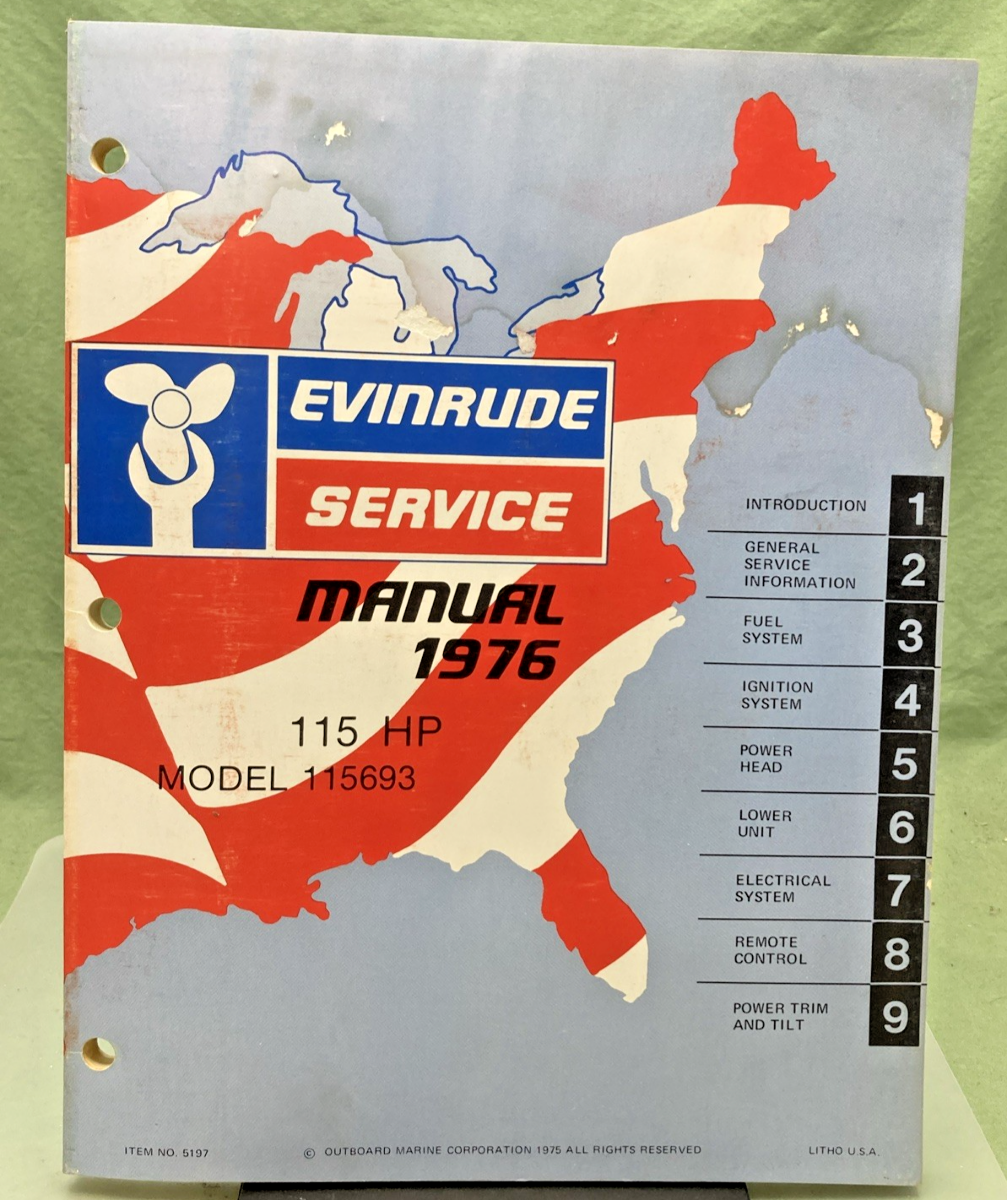 EVINRUDE
SERVICE
MANUAL
1976
115 HP
MODEL 115693
INTRODUCTION 1
GENERAL
SERVICE
INFORMATION 2
FUEL
SYSTEM 3
IGNITION
SYSTEM 4
POWER
HEAD 5
LOWER
UNIT 6
ELECTRICAL
SYSTEM 7
REMOTE
CONTROL 8
POWER TRIM
AND TILT 9
ITEM NO. 5197 © OUTBOARD MARINE CORPORATION 1975 ALL RIGHTS RESERVED LITHO U.S.A.